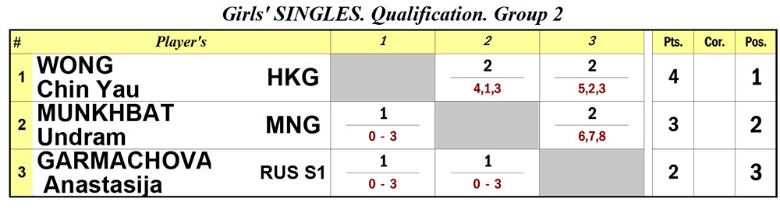 Girls' SINGLES. Qualification. Group 2
# Player's 1 2 3 Pts. Cor. Pos.
1 WONG Chin Yau HKG 2 4,1,3 2 5,2,3 4 1
2 MUNKHBAT Undram MNG 1 0 - 3 2 6,7,8 3 2
3 GARMACHOVA Anastasija RUS S1 1 0 - 3 1 0 - 3 2 3